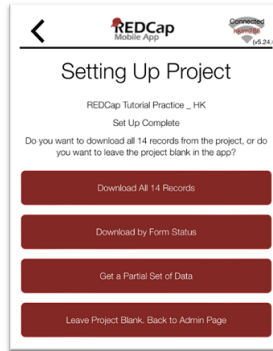 REDCap
Mobile App
Connected
(v5.24.
Setting Up Project
REDCap Tutorial Practice _ HK
Set Up Complete
Do you want to download all 14 records from the project, or do
you want to leave the project blank in the app?
Download All 14 Records
Download by Form Status
Get a Partial Set of Data
Leave Project Blank. Back to Admin Page